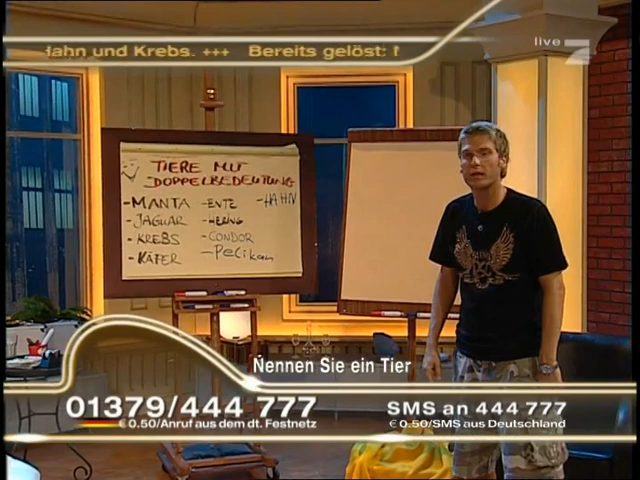 Hahn und Krebs. +++ Bereits gelöst:
live
TIERE MIT
DOPPELBEDEUTUNG
- MANTA - ENTE - HAHN
- JAGUAR - HERING
- KREBS - CONDOR
- KÄFER - Pelikan
Nennen Sie ein Tier
01379/444 777 SMS an 444 777
€ 0.50/Anruf aus dem dt. Festnetz € 0.50/SMS aus Deutschland